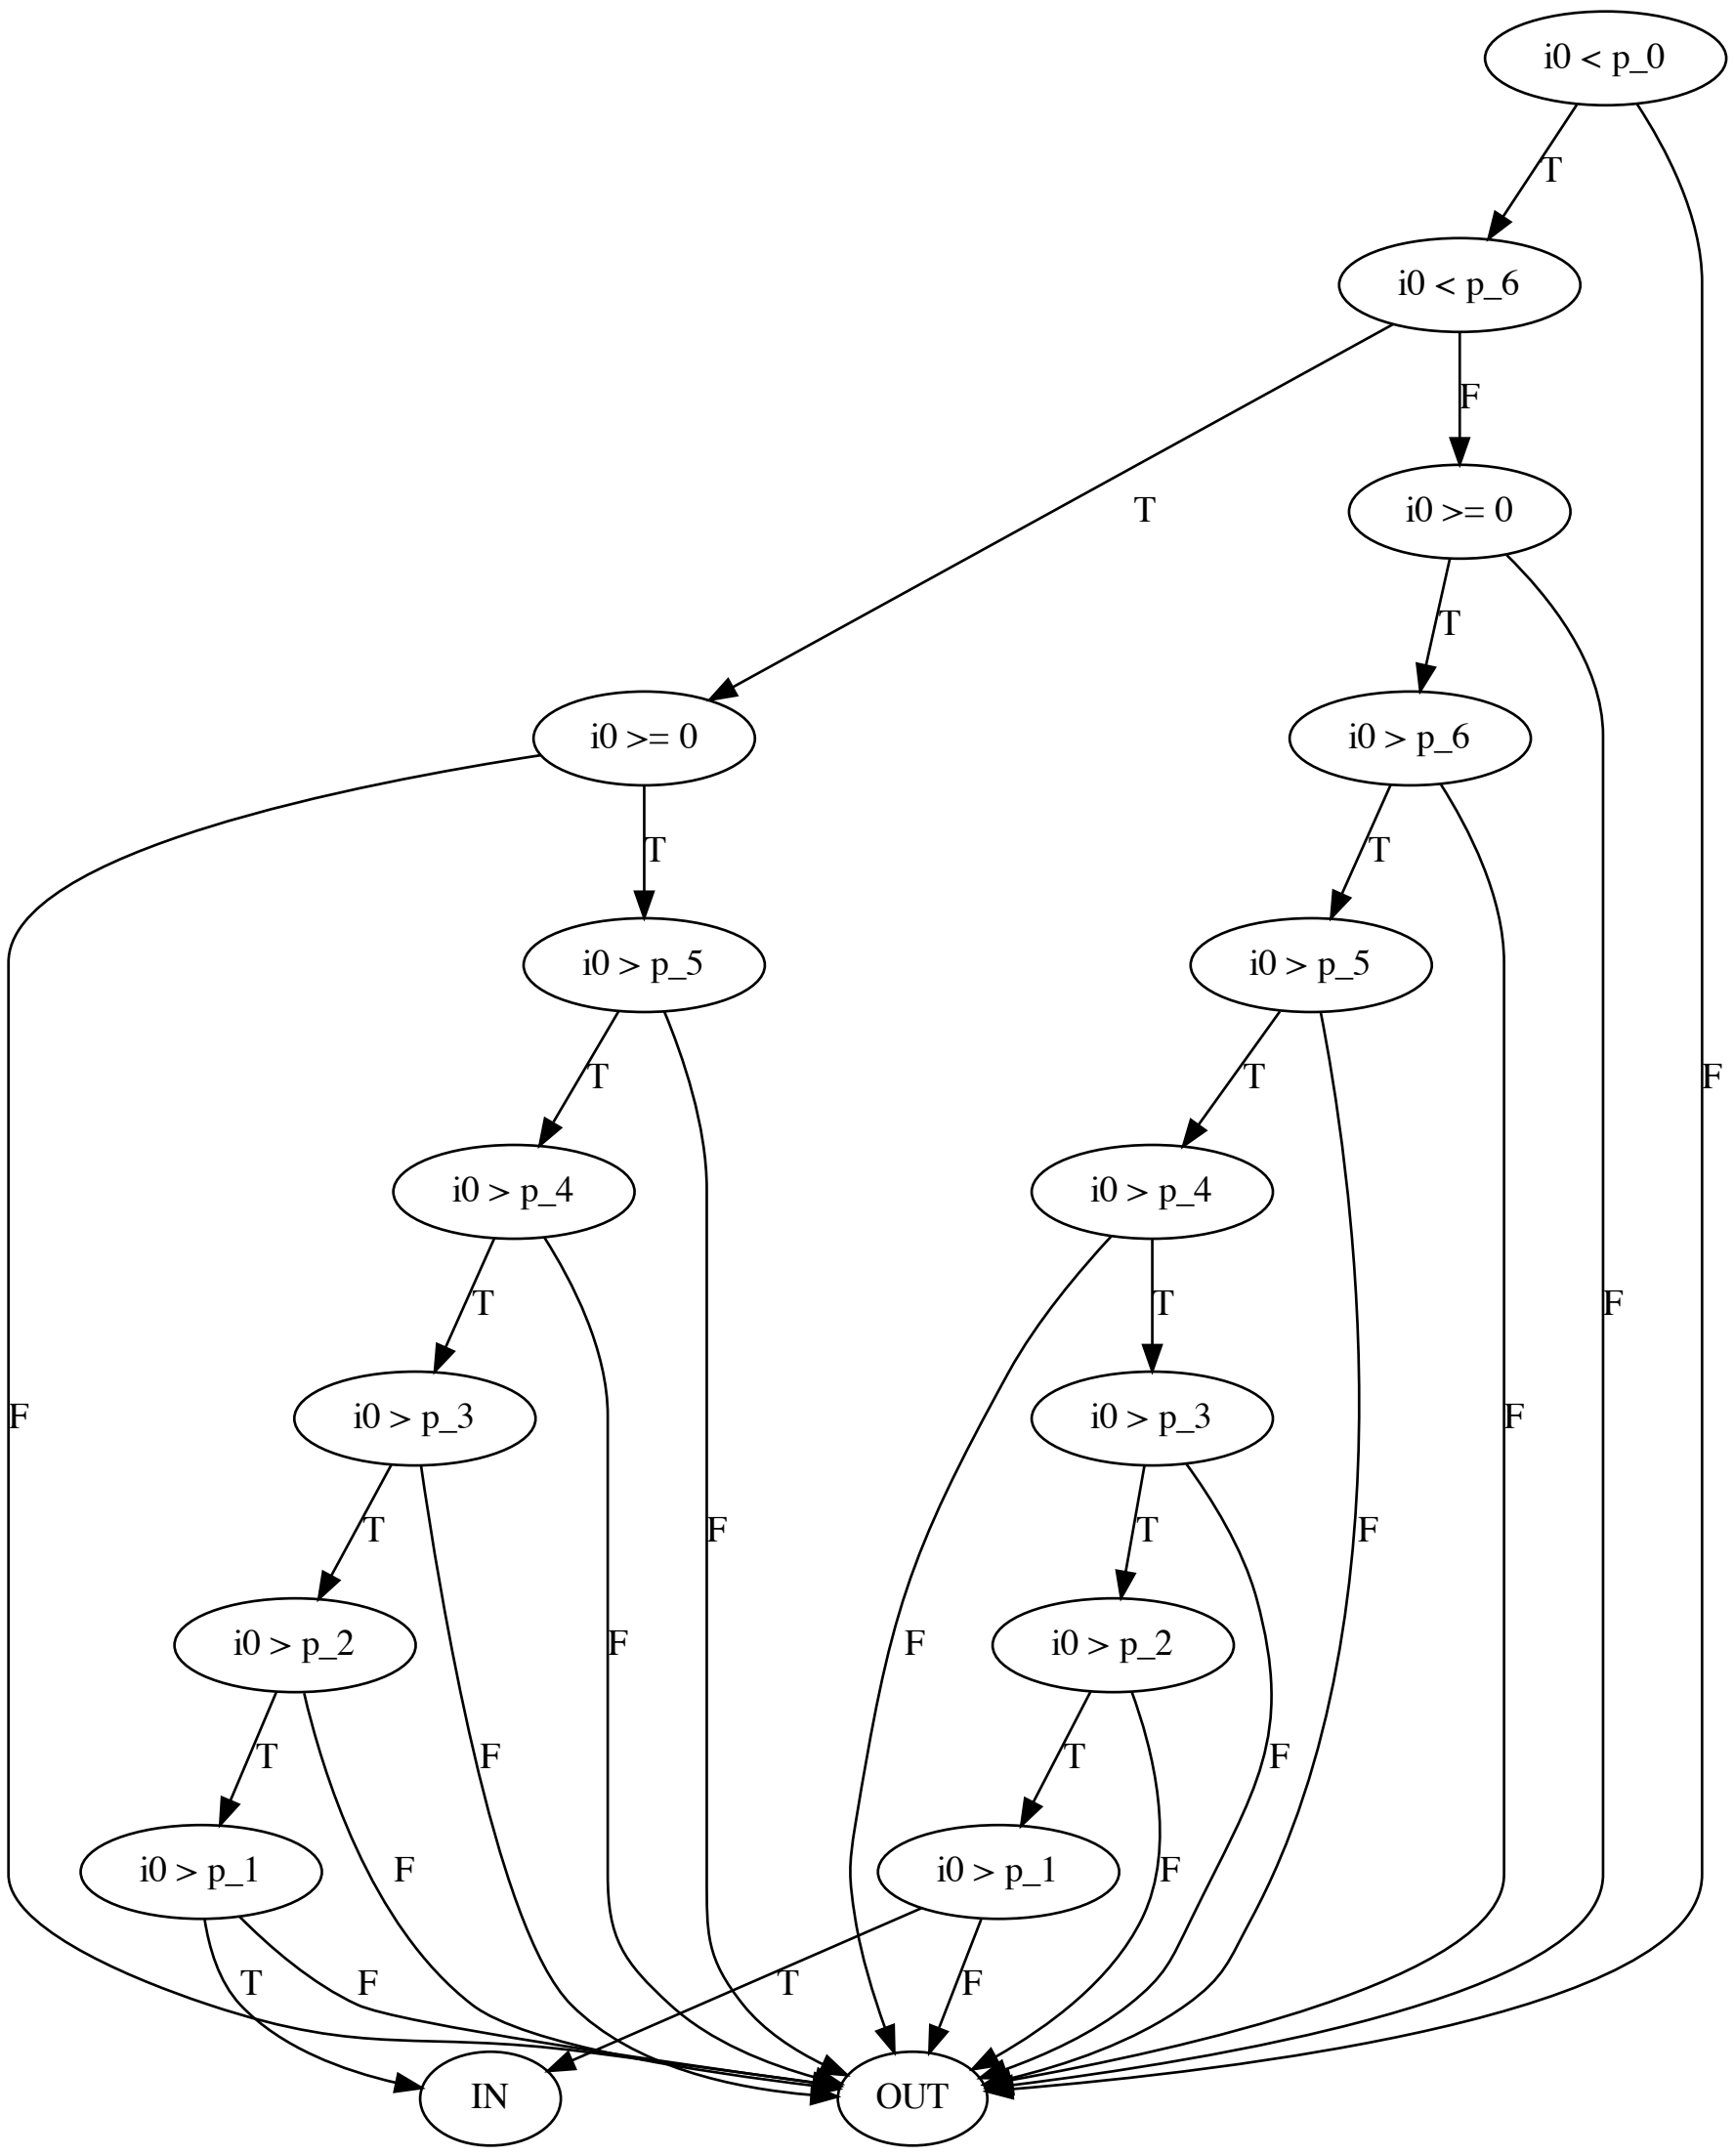 i0 < p_0
T
i0 < p_6
F
T
i0 >= 0
T
i0 >= 0
i0 > p_6
T
T
i0 > p_5
i0 > p_5
T
T
F
i0 > p_4
i0 > p_4
T
T
F
i0 > p_3
i0 > p_3
F
F
T
F
T
F
i0 > p_2
F
F
i0 > p_2
T
F
T
F
i0 > p_1
F
i0 > p_1
F
T
F
T
F
IN
OUT